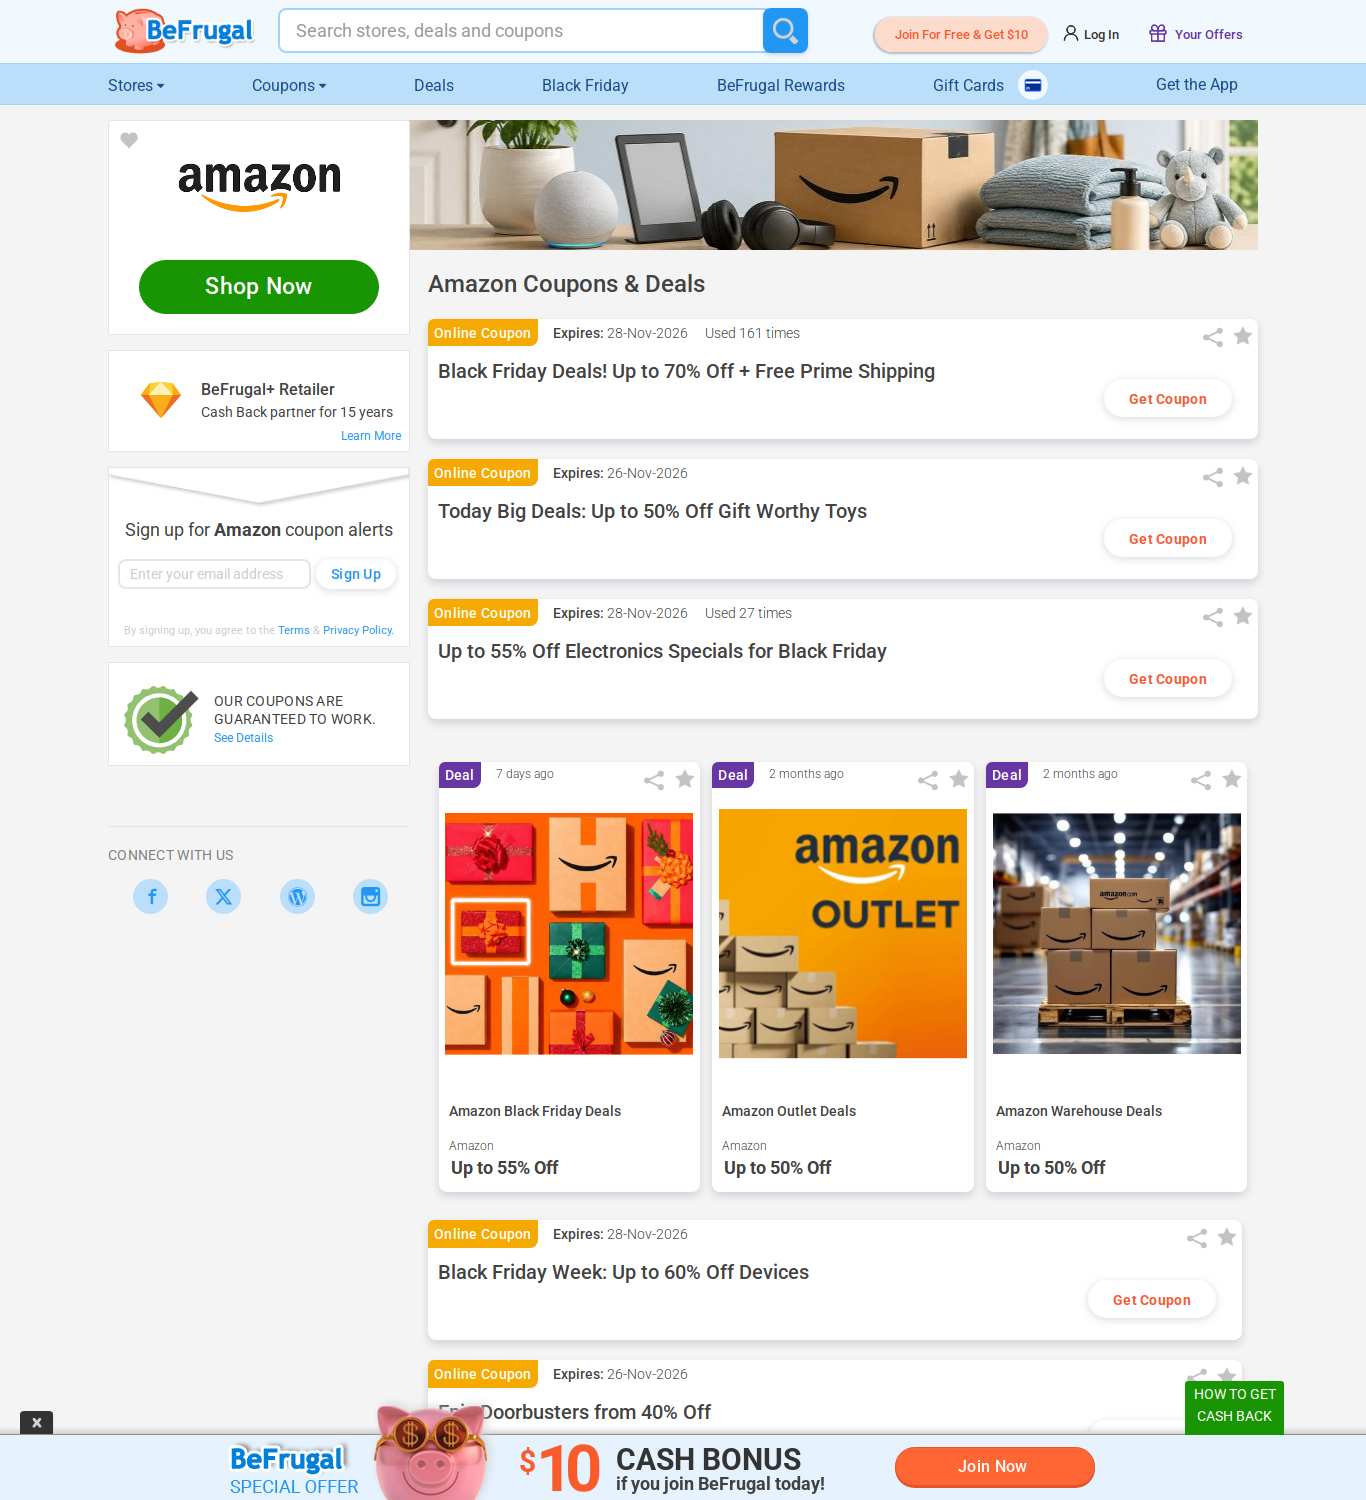 BeFrugal
Search stores, deals and coupons
Join For Free & Get $10
Log In
Your Offers
Stores
Coupons
Deals
Black Friday
BeFrugal Rewards
Gift Cards
Get the App
amazon
Shop Now
BeFrugal+ Retailer
Cash Back partner for 15 years
Learn More
Sign up for Amazon coupon alerts
Enter your email address
Sign Up
By signing up, you agree to the Terms & Privacy Policy.
OUR COUPONS ARE
GUARANTEED TO WORK.
See Details
CONNECT WITH US
Amazon Coupons & Deals
Online Coupon
Expires: 28-Nov-2026
Used 161 times
Black Friday Deals! Up to 70% Off + Free Prime Shipping
Get Coupon
Online Coupon
Expires: 26-Nov-2026
Today Big Deals: Up to 50% Off Gift Worthy Toys
Get Coupon
Online Coupon
Expires: 28-Nov-2026
Used 27 times
Up to 55% Off Electronics Specials for Black Friday
Get Coupon
Deal
7 days ago
Amazon Black Friday Deals
Amazon
Up to 55% Off
Deal
2 months ago
amazon
OUTLET
Amazon Outlet Deals
Amazon
Up to 50% Off
Deal
2 months ago
amazon.com
Amazon Warehouse Deals
Amazon
Up to 50% Off
Online Coupon
Expires: 28-Nov-2026
Black Friday Week: Up to 60% Off Devices
Get Coupon
Online Coupon
Expires: 26-Nov-2026
Epic Doorbusters from 40% Off
HOW TO GET
CASH BACK
x
BeFrugal
SPECIAL OFFER
$10
CASH BONUS
if you join BeFrugal today!
Join Now